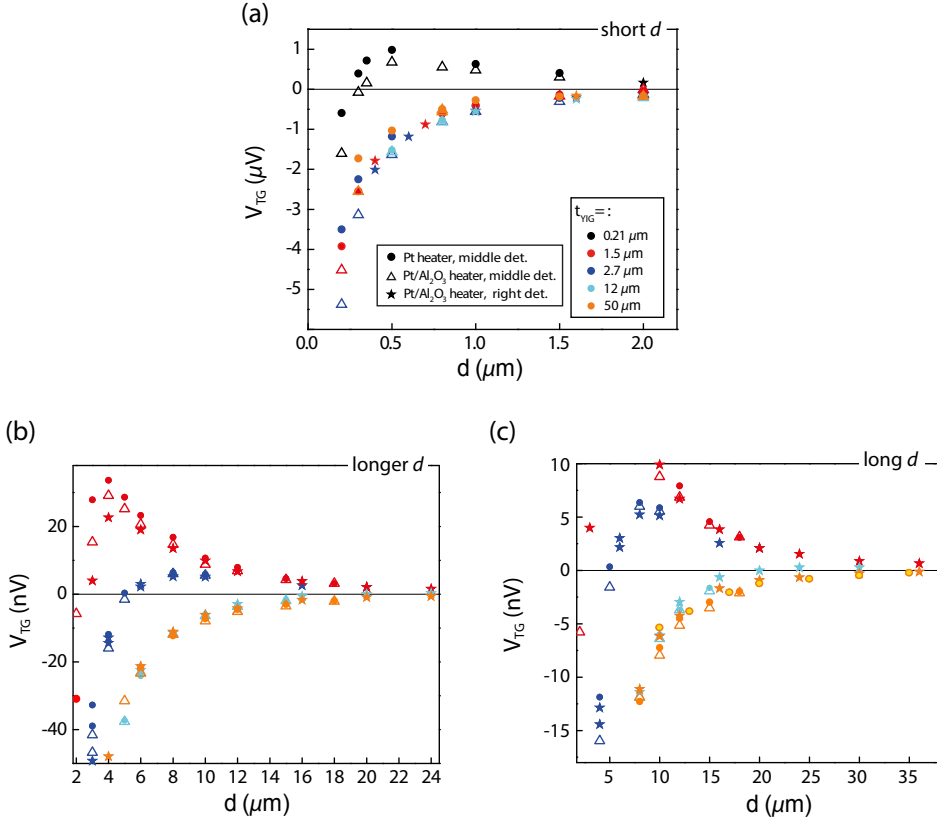 (a)
short d
1
0
-1
-2
-3
-4
-5
V_TG (µV)
0.0 0.5 1.0 1.5 2.0
d (µm)
Pt heater, middle det.
Pt/Al₂O₃ heater, middle det.
Pt/Al₂O₃ heater, right det.
t_YIG= :
0.21 µm
1.5 µm
2.7 µm
12 µm
50 µm
(b)
longer d
20
0
-20
-40
V_TG (nV)
2 4 6 8 10 12 14 16 18 20 22 24
d (µm)
(c)
long d
10
5
0
-5
-10
-15
V_TG (nV)
5 10 15 20 25 30 35
d (µm)